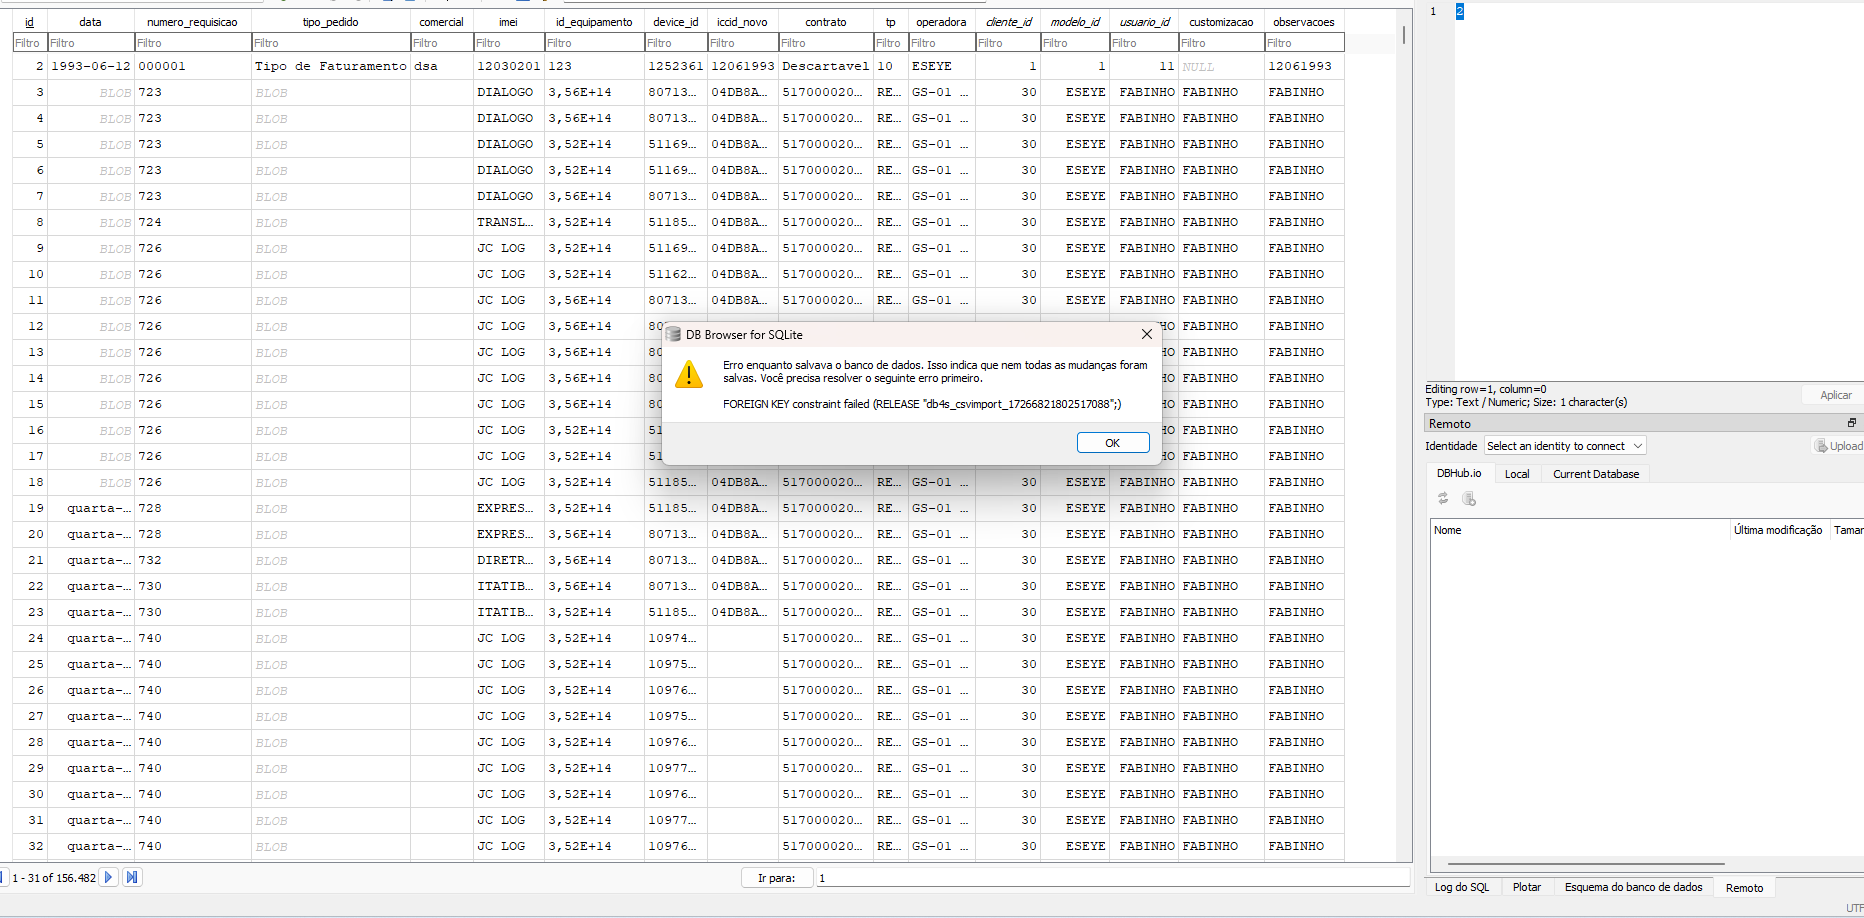 id data numero_requisicao tipo_pedido comercial imei id_equipamento device_id iccid_novo contrato tp operadora cliente_id modelo_id usuario_id customizacao observacoes
Filtro Filtro Filtro Filtro Filtro Filtro Filtro Filtro Filtro Filtro Filtro Filtro Filtro Filtro Filtro Filtro Filtro
2 1993-06-12 000001 Tipo de Faturamento dsa 12030201 123 1252361 12061993 Descartavel 10 ESEYE 1 1 11 NULL 12061993
3 BLOB 723 BLOB DIALOGO 3,56E+14 80713... 04DB8A... 517000020... RE... GS-01 ... 30 ESEYE FABINHO FABINHO FABINHO
4 BLOB 723 BLOB DIALOGO 3,56E+14 80713... 04DB8A... 517000020... RE... GS-01 ... 30 ESEYE FABINHO FABINHO FABINHO
5 BLOB 723 BLOB DIALOGO 3,52E+14 51169... 04DB8A... 517000020... RE... GS-01 ... 30 ESEYE FABINHO FABINHO FABINHO
6 BLOB 723 BLOB DIALOGO 3,52E+14 51169... 04DB8A... 517000020... RE... GS-01 ... 30 ESEYE FABINHO FABINHO FABINHO
7 BLOB 723 BLOB DIALOGO 3,56E+14 80713... 04DB8A... 517000020... RE... GS-01 ... 30 ESEYE FABINHO FABINHO FABINHO
8 BLOB 724 BLOB TRANSL... 3,52E+14 51185... 04DB8A... 517000020... RE... GS-01 ... 30 ESEYE FABINHO FABINHO FABINHO
9 BLOB 726 BLOB JC LOG 3,52E+14 51169... 04DB8A... 517000020... RE... GS-01 ... 30 ESEYE FABINHO FABINHO FABINHO
10 BLOB 726 BLOB JC LOG 3,52E+14 51162... 04DB8A... 517000020... RE... GS-01 ... 30 ESEYE FABINHO FABINHO FABINHO
11 BLOB 726 BLOB JC LOG 3,56E+14 80713... 04DB8A... 517000020... RE... GS-01 ... 30 ESEYE FABINHO FABINHO FABINHO
12 BLOB 726 BLOB JC LOG 3,56E+14 FABINHO FABINHO
13 BLOB 726 BLOB JC LOG 3,56E+14 80 HO FABINHO FABINHO
14 BLOB 726 BLOB JC LOG 3,56E+14 80 HO FABINHO FABINHO
15 BLOB 726 BLOB JC LOG 3,56E+14 80 HO FABINHO FABINHO
16 BLOB 726 BLOB JC LOG 3,52E+14 51 HO FABINHO FABINHO
17 BLOB 726 BLOB JC LOG 3,52E+14 51 HO FABINHO FABINHO
18 BLOB 726 BLOB JC LOG 3,52E+14 51185... 04DB8A... 517000020... RE... GS-01 ... 30 ESEYE FABINHO FABINHO FABINHO
19 quarta-... 728 BLOB EXPRES... 3,52E+14 51185... 04DB8A... 517000020... RE... GS-01 ... 30 ESEYE FABINHO FABINHO FABINHO
20 quarta-... 728 BLOB EXPRES... 3,56E+14 80713... 04DB8A... 517000020... RE... GS-01 ... 30 ESEYE FABINHO FABINHO FABINHO
21 quarta-... 732 BLOB DIRETR... 3,56E+14 80713... 04DB8A... 517000020... RE... GS-01 ... 30 ESEYE FABINHO FABINHO FABINHO
22 quarta-... 730 BLOB ITATIB... 3,56E+14 80713... 04DB8A... 517000020... RE... GS-01 ... 30 ESEYE FABINHO FABINHO FABINHO
23 quarta-... 730 BLOB ITATIB... 3,52E+14 51185... 04DB8A... 517000020... RE... GS-01 ... 30 ESEYE FABINHO FABINHO FABINHO
24 quarta-... 740 BLOB JC LOG 3,52E+14 10974... 517000020... RE... GS-01 ... 30 ESEYE FABINHO FABINHO FABINHO
25 quarta-... 740 BLOB JC LOG 3,52E+14 10975... 517000020... RE... GS-01 ... 30 ESEYE FABINHO FABINHO FABINHO
26 quarta-... 740 BLOB JC LOG 3,52E+14 10976... 517000020... RE... GS-01 ... 30 ESEYE FABINHO FABINHO FABINHO
27 quarta-... 740 BLOB JC LOG 3,52E+14 10975... 517000020... RE... GS-01 ... 30 ESEYE FABINHO FABINHO FABINHO
28 quarta-... 740 BLOB JC LOG 3,52E+14 10976... 517000020... RE... GS-01 ... 30 ESEYE FABINHO FABINHO FABINHO
29 quarta-... 740 BLOB JC LOG 3,52E+14 10977... 517000020... RE... GS-01 ... 30 ESEYE FABINHO FABINHO FABINHO
30 quarta-... 740 BLOB JC LOG 3,52E+14 10976... 517000020... RE... GS-01 ... 30 ESEYE FABINHO FABINHO FABINHO
31 quarta-... 740 BLOB JC LOG 3,52E+14 10977... 517000020... RE... GS-01 ... 30 ESEYE FABINHO FABINHO FABINHO
32 quarta-... 740 BLOB JC LOG 3,52E+14 10976... 517000020... RE... GS-01 ... 30 ESEYE FABINHO FABINHO FABINHO
1 - 31 of 156.482 Ir para: 1
DB Browser for SQLite
Erro enquanto salvava o banco de dados. Isso indica que nem todas as mudanças foram
salvas. Você precisa resolver o seguinte erro primeiro.
FOREIGN KEY constraint failed (RELEASE "db4s_csvimport_17266821802517088";)
OK
1 2
Editing row=1, column=0
Type: Text / Numeric; Size: 1 character(s)
Aplicar
Remoto
Identidade Select an identity to connect Upload
DBHub.io Local Current Database
Nome Última modificação Tamar
Log do SQL Plotar Esquema do banco de dados Remoto
UTF